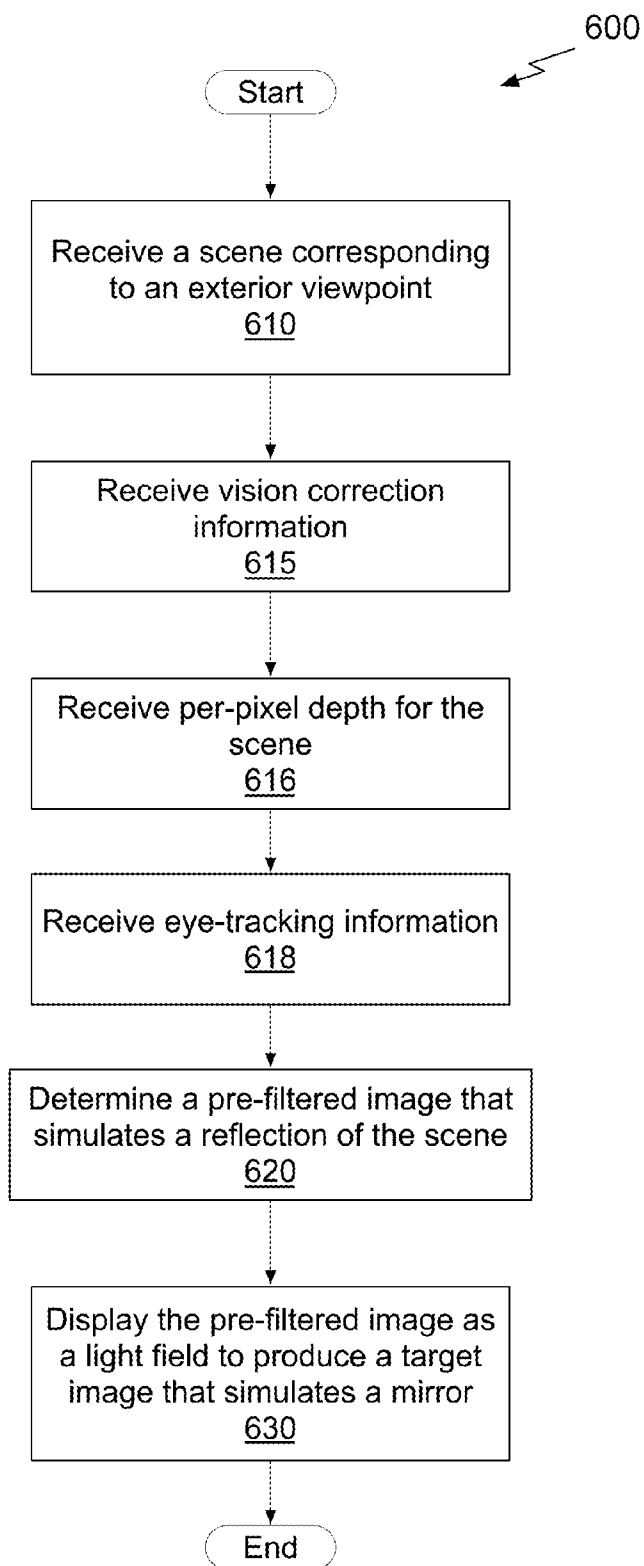 600
Start
Receive a scene corresponding
to an exterior viewpoint
610
Receive vision correction
information
615
Receive per-pixel depth for the
scene
616
Receive eye-tracking information
618
Determine a pre-filtered image that
simulates a reflection of the scene
620
Display the pre-filtered image as
a light field to produce a target
image that simulates a mirror
630
End